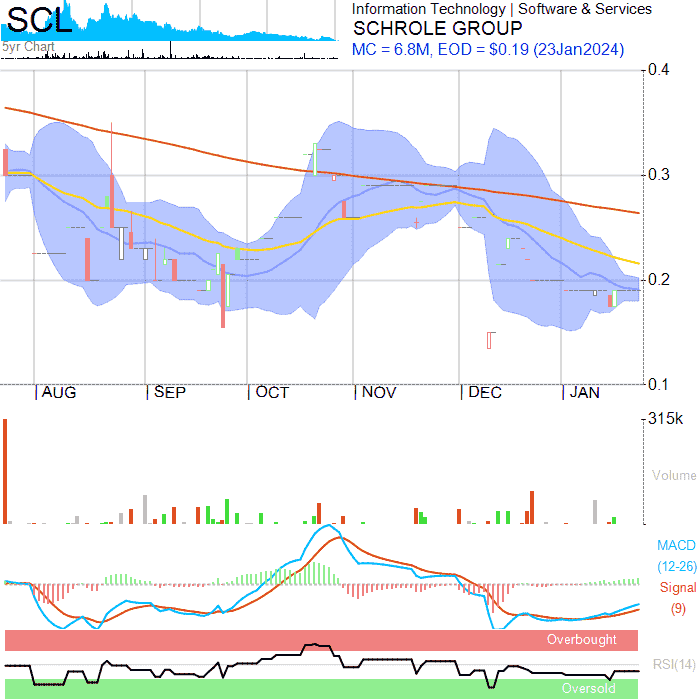 SCL
5yr Chart
Information Technology | Software & Services
SCHROLE GROUP
MC = 6.8M, EOD = $0.19 (23Jan2024)
0.4
0.3
0.2
0.1
AUG SEP OCT NOV DEC JAN
315k
Volume
MACD
(12-26)
Signal
(9)
Overbought
RSI(14)
Oversold